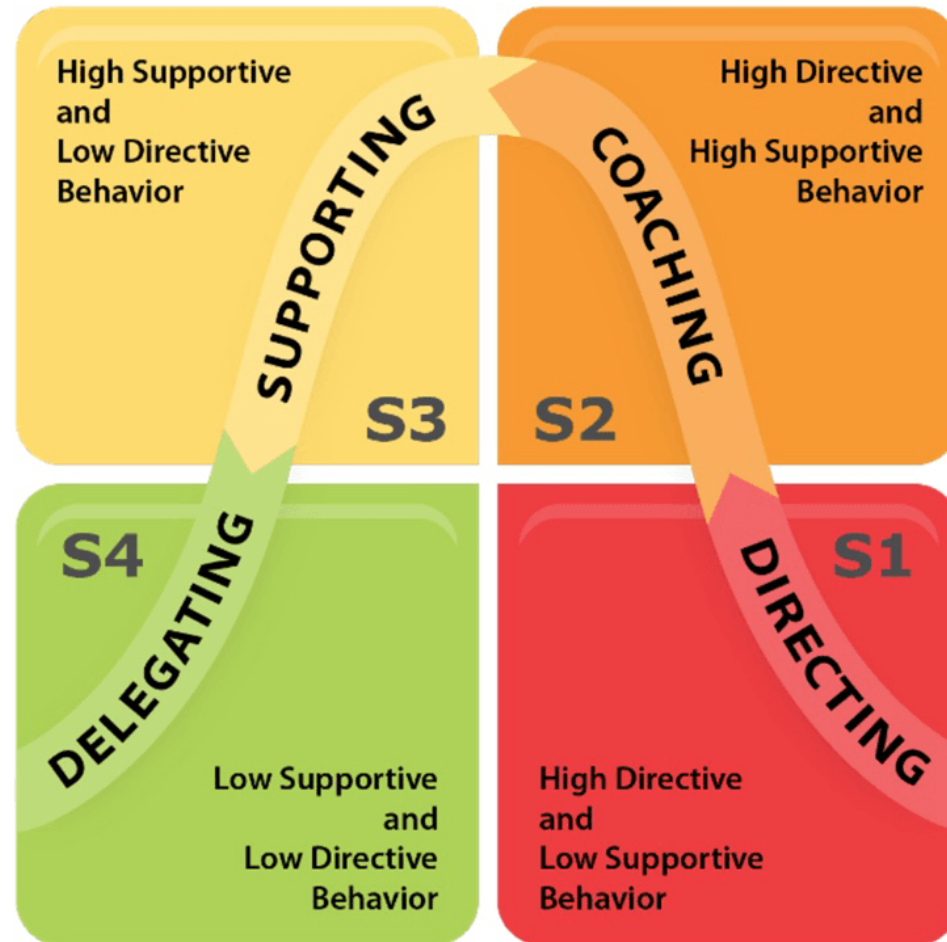 High Supportive
and
Low Directive
Behavior
SUPPORTING
S3
High Directive
and
High Supportive
Behavior
COACHING
S2
S4
DELEGATING
Low Supportive
and
Low Directive
Behavior
S1
DIRECTING
High Directive
and
Low Supportive
Behavior